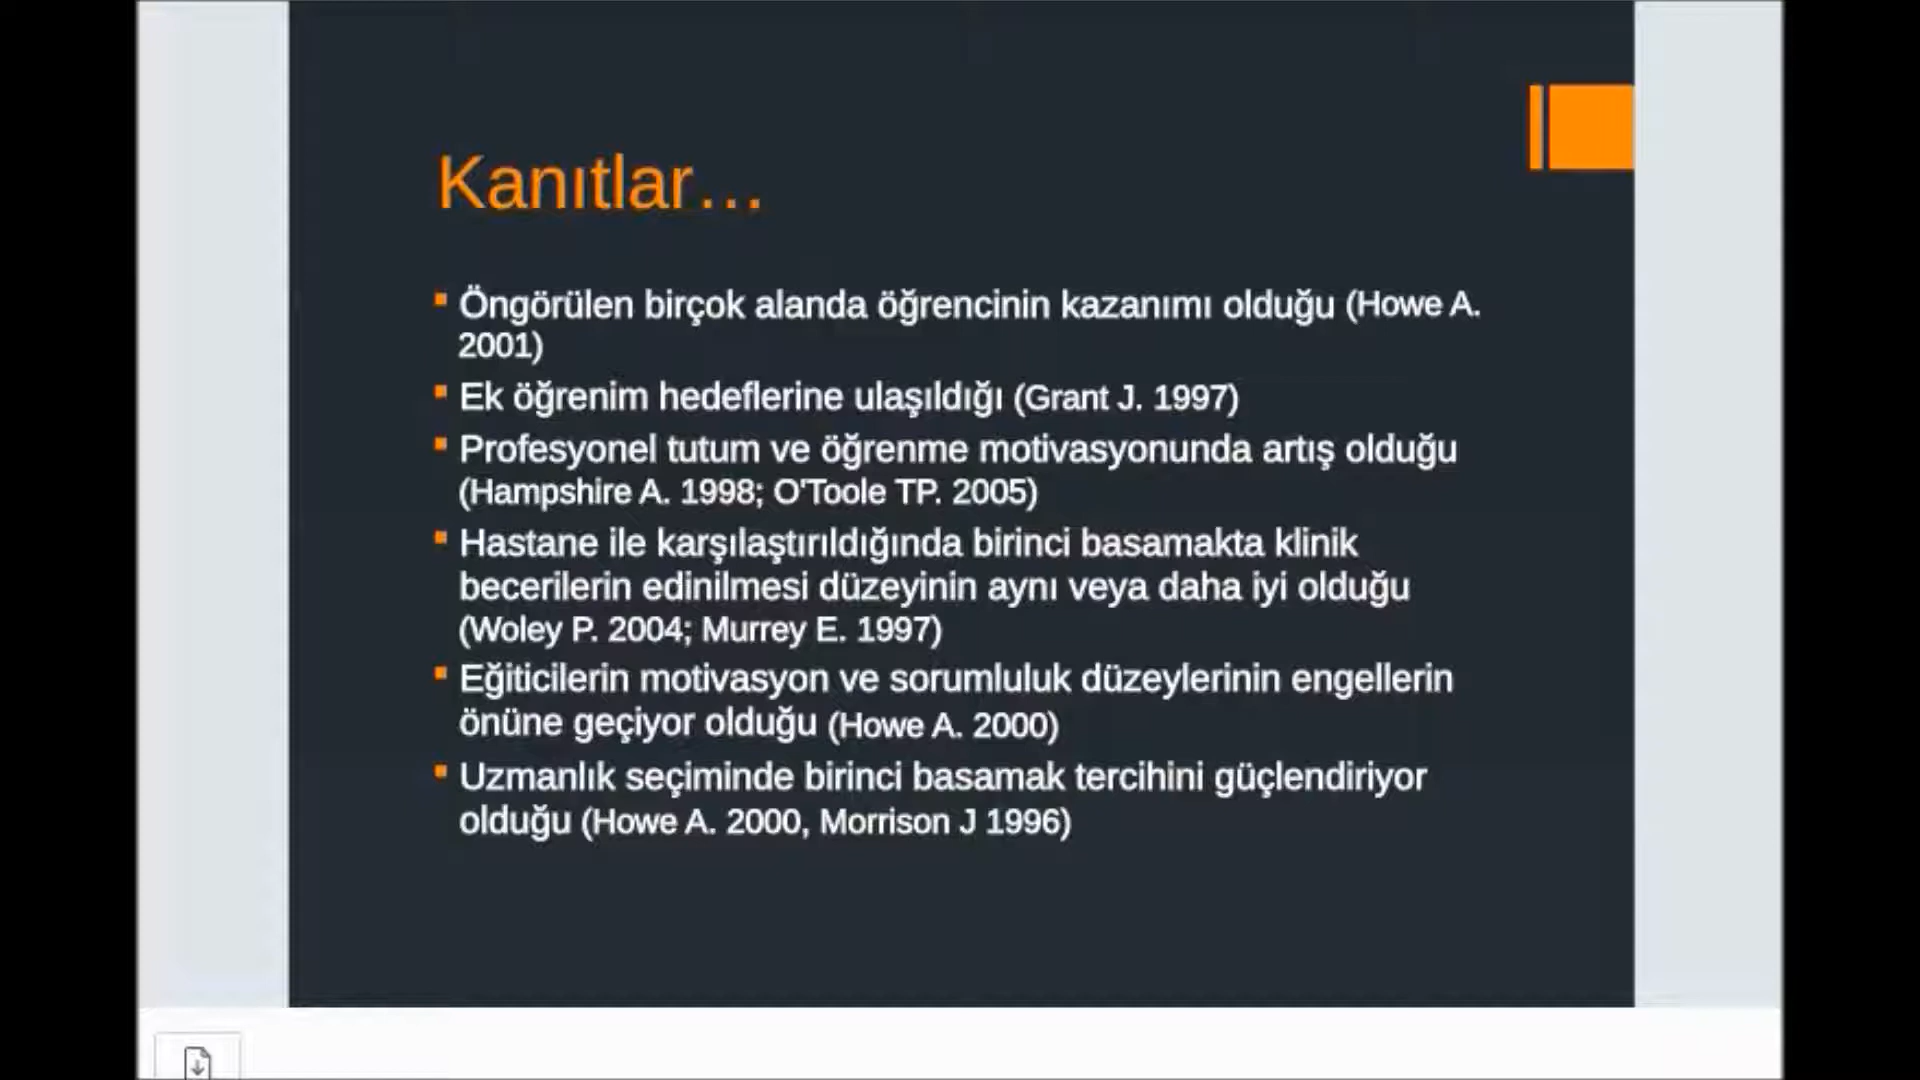 Kanıtlar…
Öngörülen birçok alanda öğrencinin kazanımı olduğu (Howe A.
2001)
Ek öğrenim hedeflerine ulaşıldığı (Grant J. 1997)
Profesyonel tutum ve öğrenme motivasyonunda artış olduğu
(Hampshire A. 1998; O'Toole TP. 2005)
Hastane ile karşılaştırıldığında birinci basamakta klinik
becerilerin edinilmesi düzeyinin aynı veya daha iyi olduğu
(Woley P. 2004; Murrey E. 1997)
Eğiticilerin motivasyon ve sorumluluk düzeylerinin engellerin
önüne geçiyor olduğu (Howe A. 2000)
Uzmanlık seçiminde birinci basamak tercihini güçlendiriyor
olduğu (Howe A. 2000, Morrison J 1996)